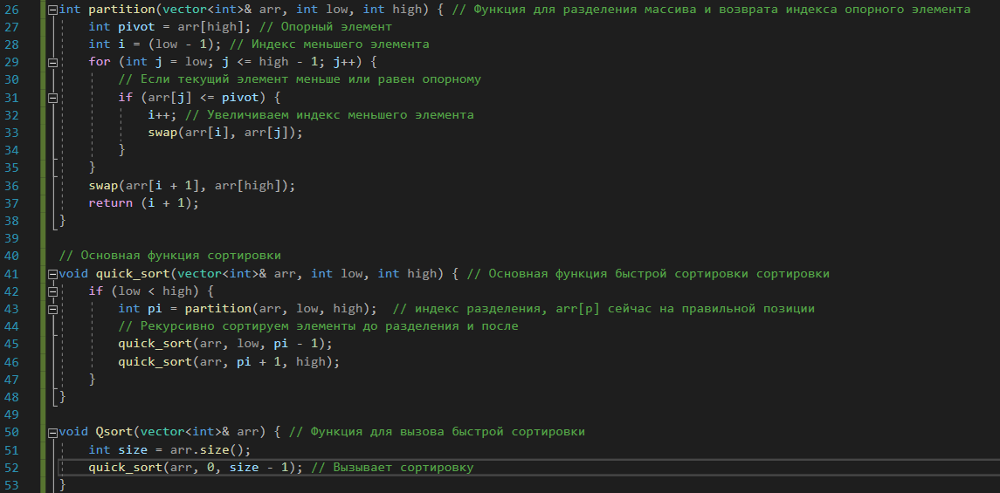 26 int partition(vector<int>& arr, int low, int high) { // Функция для разделения массива и возврата индекса опорного элемента
27     int pivot = arr[high]; // Опорный элемент
28     int i = (low - 1); // Индекс меньшего элемента
29     for (int j = low; j <= high - 1; j++) {
30         // Если текущий элемент меньше или равен опорному
31         if (arr[j] <= pivot) {
32             i++; // Увеличиваем индекс меньшего элемента
33             swap(arr[i], arr[j]);
34         }
35     }
36     swap(arr[i + 1], arr[high]);
37     return (i + 1);
38 }
39
40 // Основная функция сортировки
41 void quick_sort(vector<int>& arr, int low, int high) { // Основная функция быстрой сортировки сортировки
42     if (low < high) {
43         int pi = partition(arr, low, high);  // индекс разделения, arr[p] сейчас на правильной позиции
44         // Рекурсивно сортируем элементы до разделения и после
45         quick_sort(arr, low, pi - 1);
46         quick_sort(arr, pi + 1, high);
47     }
48 }
49
50 void Qsort(vector<int>& arr) { // Функция для вызова быстрой сортировки
51     int size = arr.size();
52     quick_sort(arr, 0, size - 1); // Вызывает сортировку
53 }